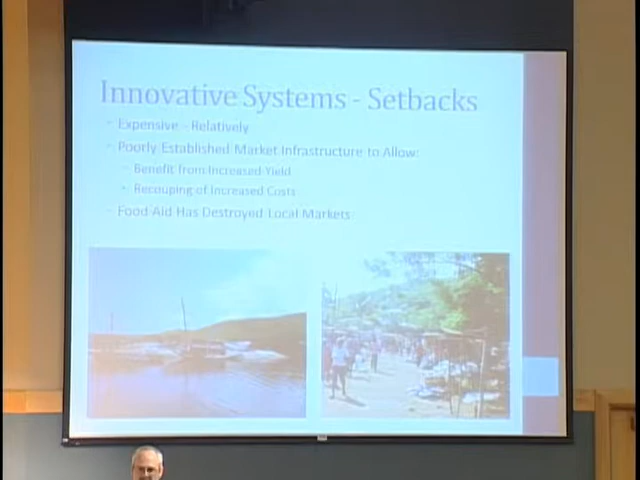 Innovative Systems - Setbacks
Expensive - Relatively
Poorly Established Market Infrastructure to Allow:
Benefit from Increased Yield
Recouping of Increased Costs
Food Aid Has Destroyed Local Markets